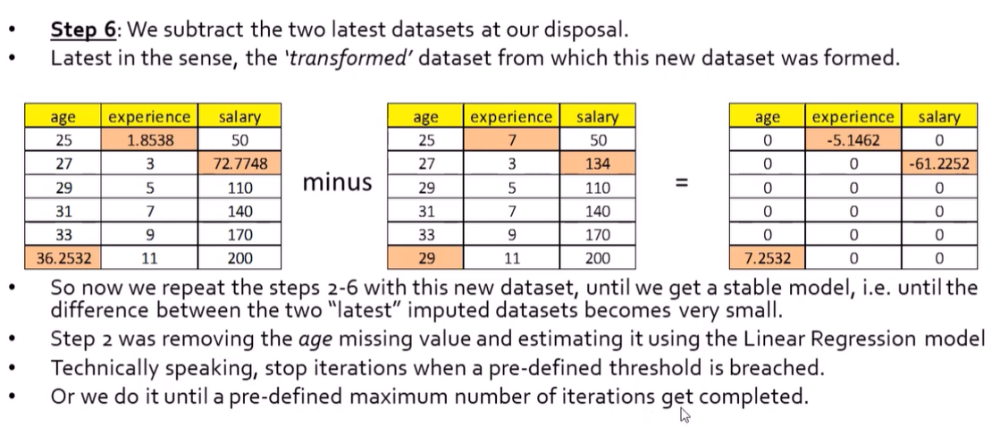 • Step 6: We subtract the two latest datasets at our disposal.
• Latest in the sense, the 'transformed' dataset from which this new dataset was formed.
age experience salary
25 1.8538 50
27 3 72.7748
29 5 110
31 7 140
33 9 170
36.2532 11 200
minus
age experience salary
25 7 50
27 3 134
29 5 110
31 7 140
33 9 170
29 11 200
=
age experience salary
0 -5.1462 0
0 0 -61.2252
0 0 0
0 0 0
0 0 0
7.2532 0 0
• So now we repeat the steps 2-6 with this new dataset, until we get a stable model, i.e. until the
difference between the two “latest” imputed datasets becomes very small.
• Step 2 was removing the age missing value and estimating it using the Linear Regression model
• Technically speaking, stop iterations when a pre-defined threshold is breached.
• Or we do it until a pre-defined maximum number of iterations get completed.